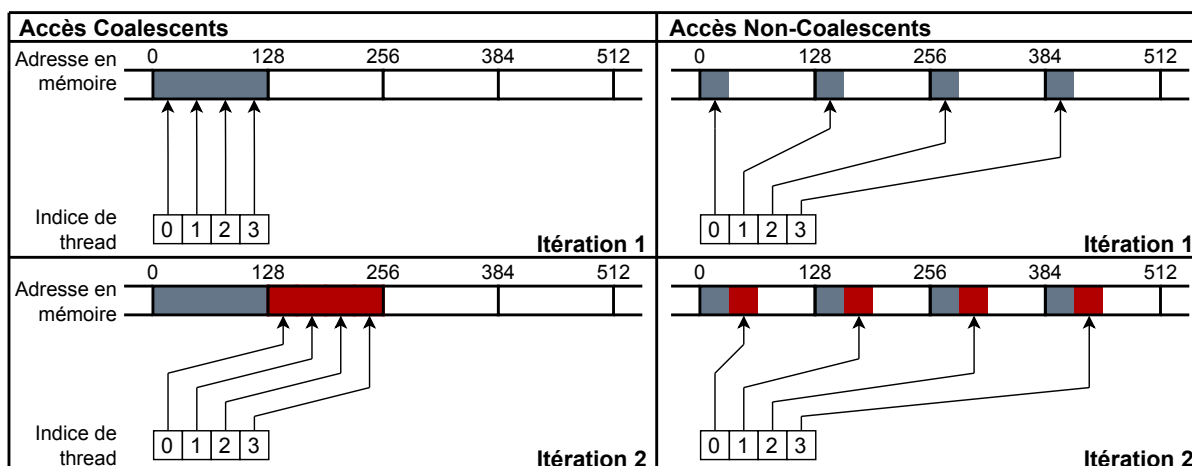 Accès Coalescents
0 128 256 384 512
Adresse en
mémoire
Indice de
thread
0 1 2 3
Itération 1
Accès Non-Coalescents
0 128 256 384 512
0 1 2 3
Itération 1
0 128 256 384 512
Adresse en
mémoire
Indice de
thread
0 1 2 3
Itération 2
0 128 256 384 512
0 1 2 3
Itération 2